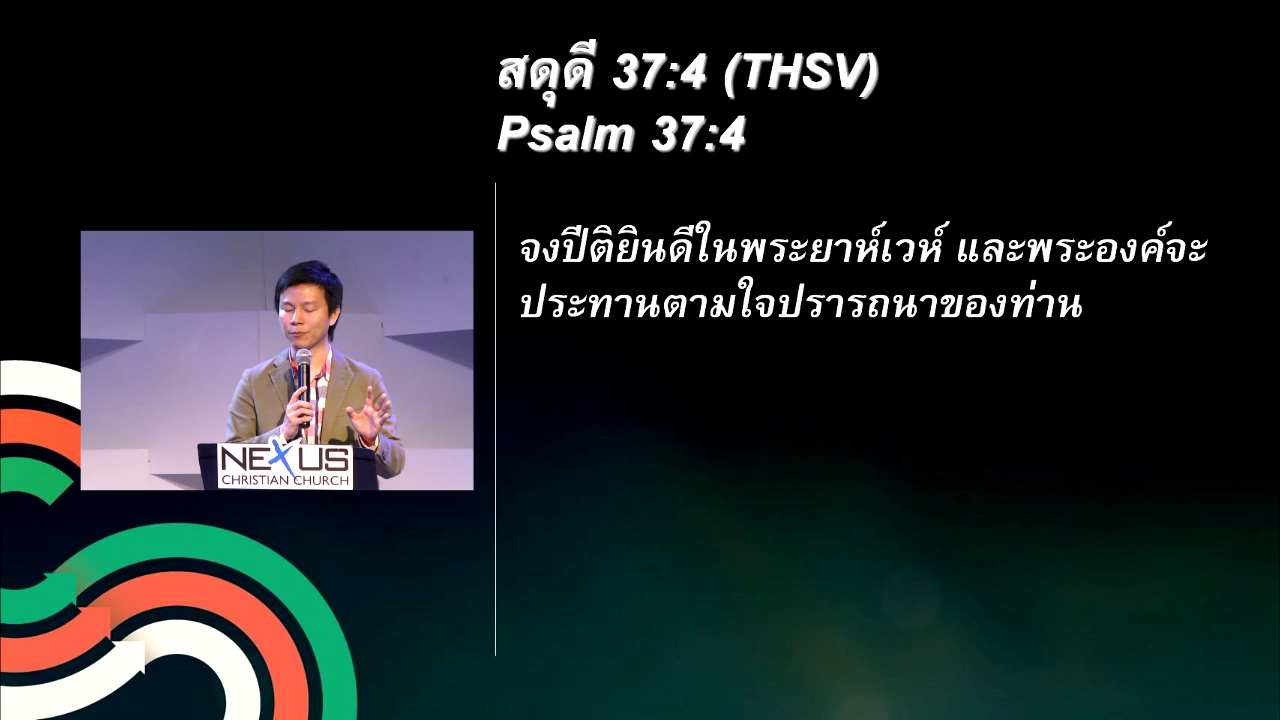 สดุดี 37:4 (THSV)
Psalm 37:4
จงปีติยินดีในพระยาห์เวห์ และพระองค์จะ
ประทานตามใจปรารถนาของท่าน
NEXUS
CHRISTIAN CHURCH